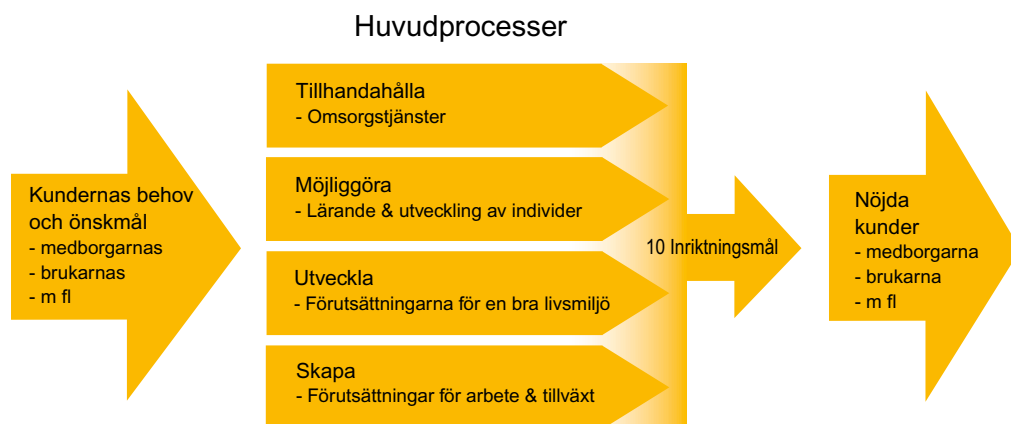 Huvudprocesser
Kundernas behov
och önskmål
- medborgarnas
- brukarnas
- m fl
Tillhandahålla
- Omsorgstjänster
Möjliggöra
- Lärande & utveckling av individer
Utveckla
- Förutsättningarna för en bra livsmiljö
Skapa
- Förutsättningar för arbete & tillväxt
10 Inriktningsmål
Nöjda
kunder
- medborgarna
- brukarna
- m fl